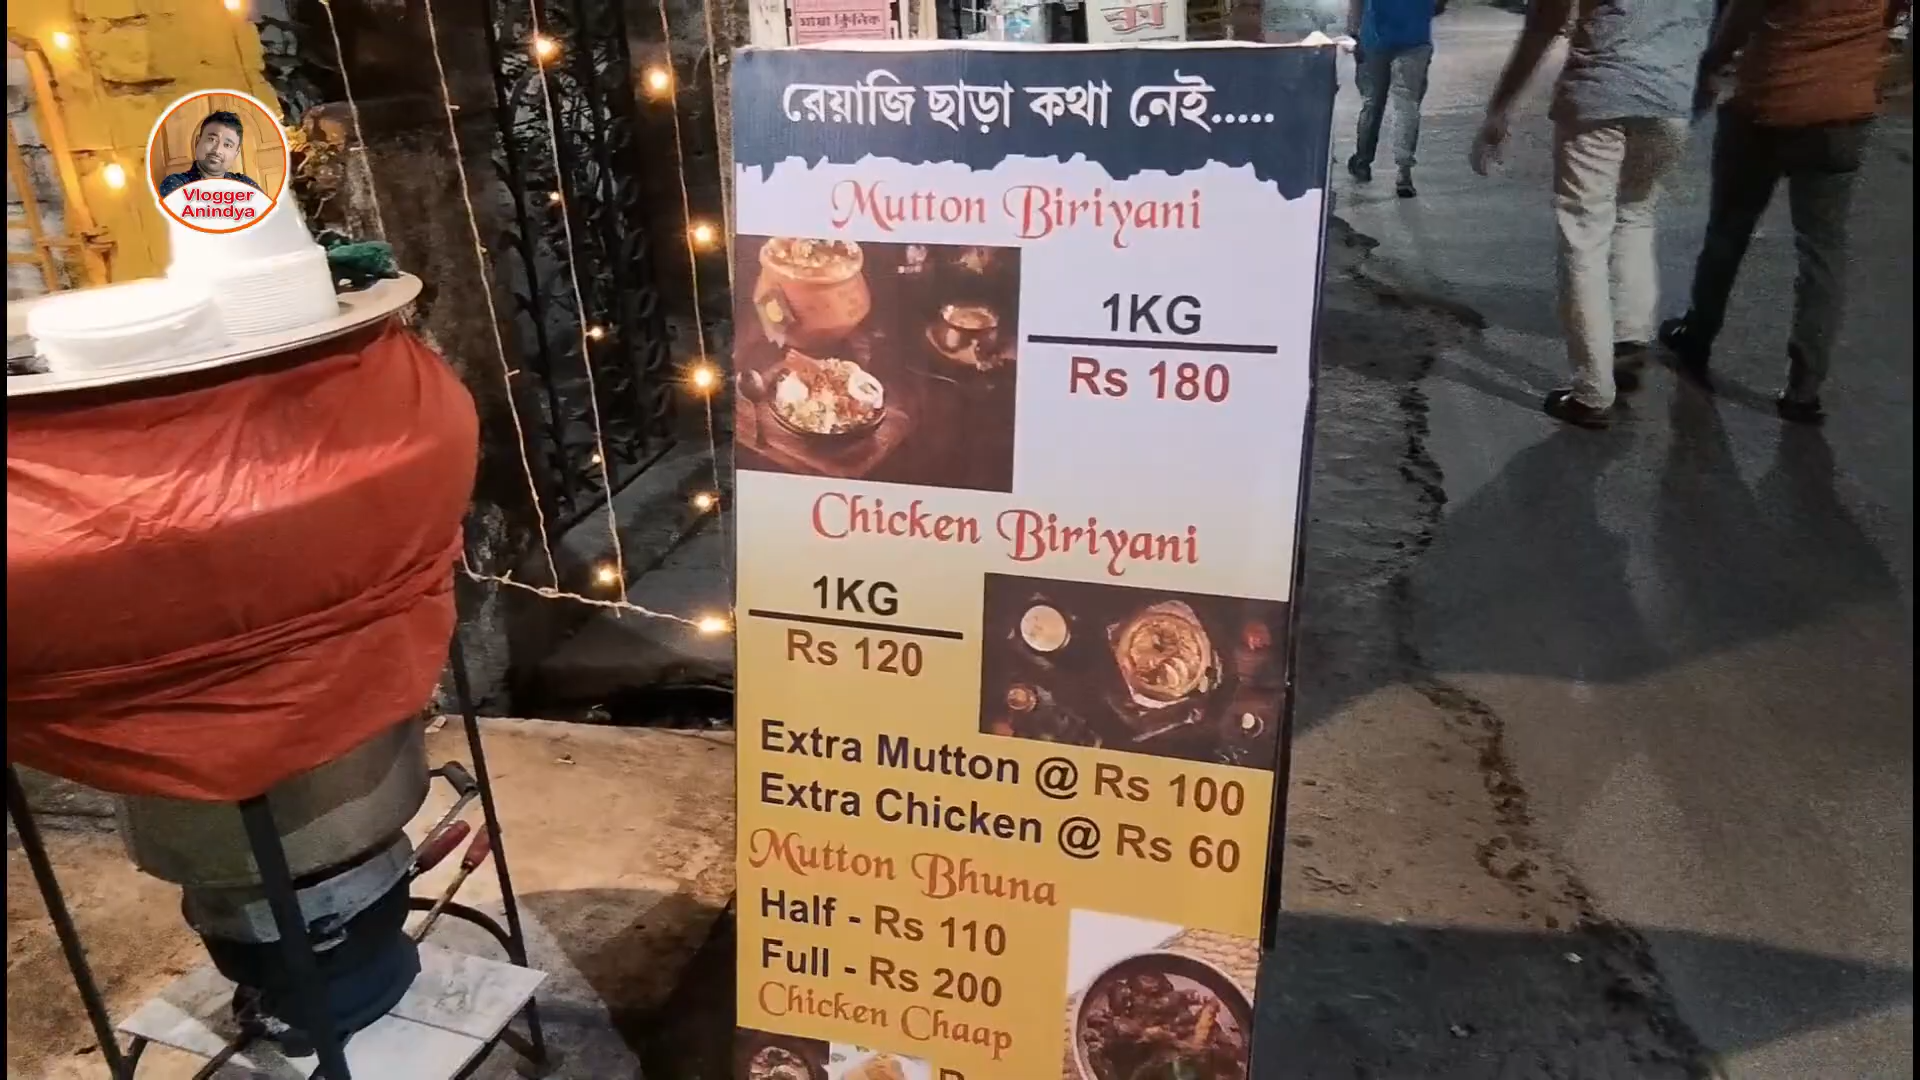 মায়া ক্লিনিক
রেয়াজি ছাড়া কথা নেই.....
Vlogger
Anindya
Mutton Biriyani
1KG
Rs 180
Chicken Biriyani
1KG
Rs 120
Extra Mutton @ Rs 100
Extra Chicken @ Rs 60
Mutton Bhuna
Half - Rs 110
Full - Rs 200
Chicken Chaap